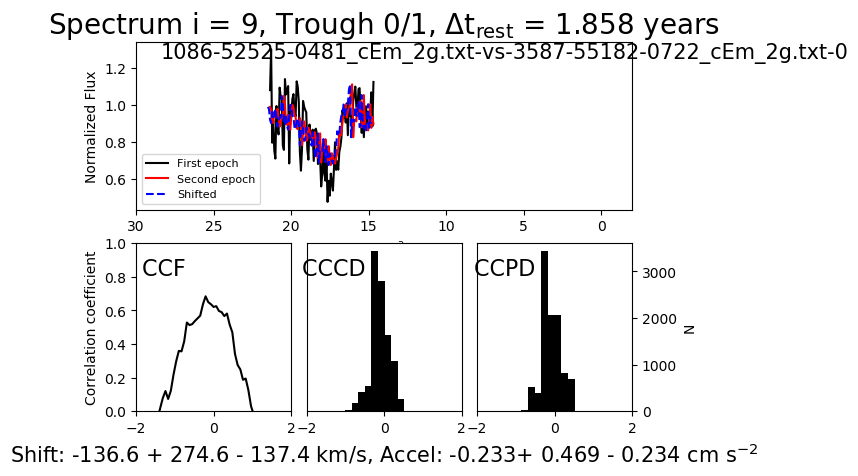 Spectrum i = 9, Trough 0/1, Δt_rest = 1.858 years
1086-52525-0481_cEm_2g.txt-vs-3587-55182-0722_cEm_2g.txt-0
Normalized Flux
1.2
1.0
0.8
0.6
First epoch
Second epoch
Shifted
30 25 20 15 10 5 0
Correlation coefficient
1.0
0.8
0.6
0.4
0.2
0.0
CCF
CCCD
CCPD
3000
2000
1000
0
N
−2 0 2
−2 0 2
−2 0 2
Shift: -136.6 + 274.6 - 137.4 km/s, Accel: -0.233+ 0.469 - 0.234 cm s⁻²